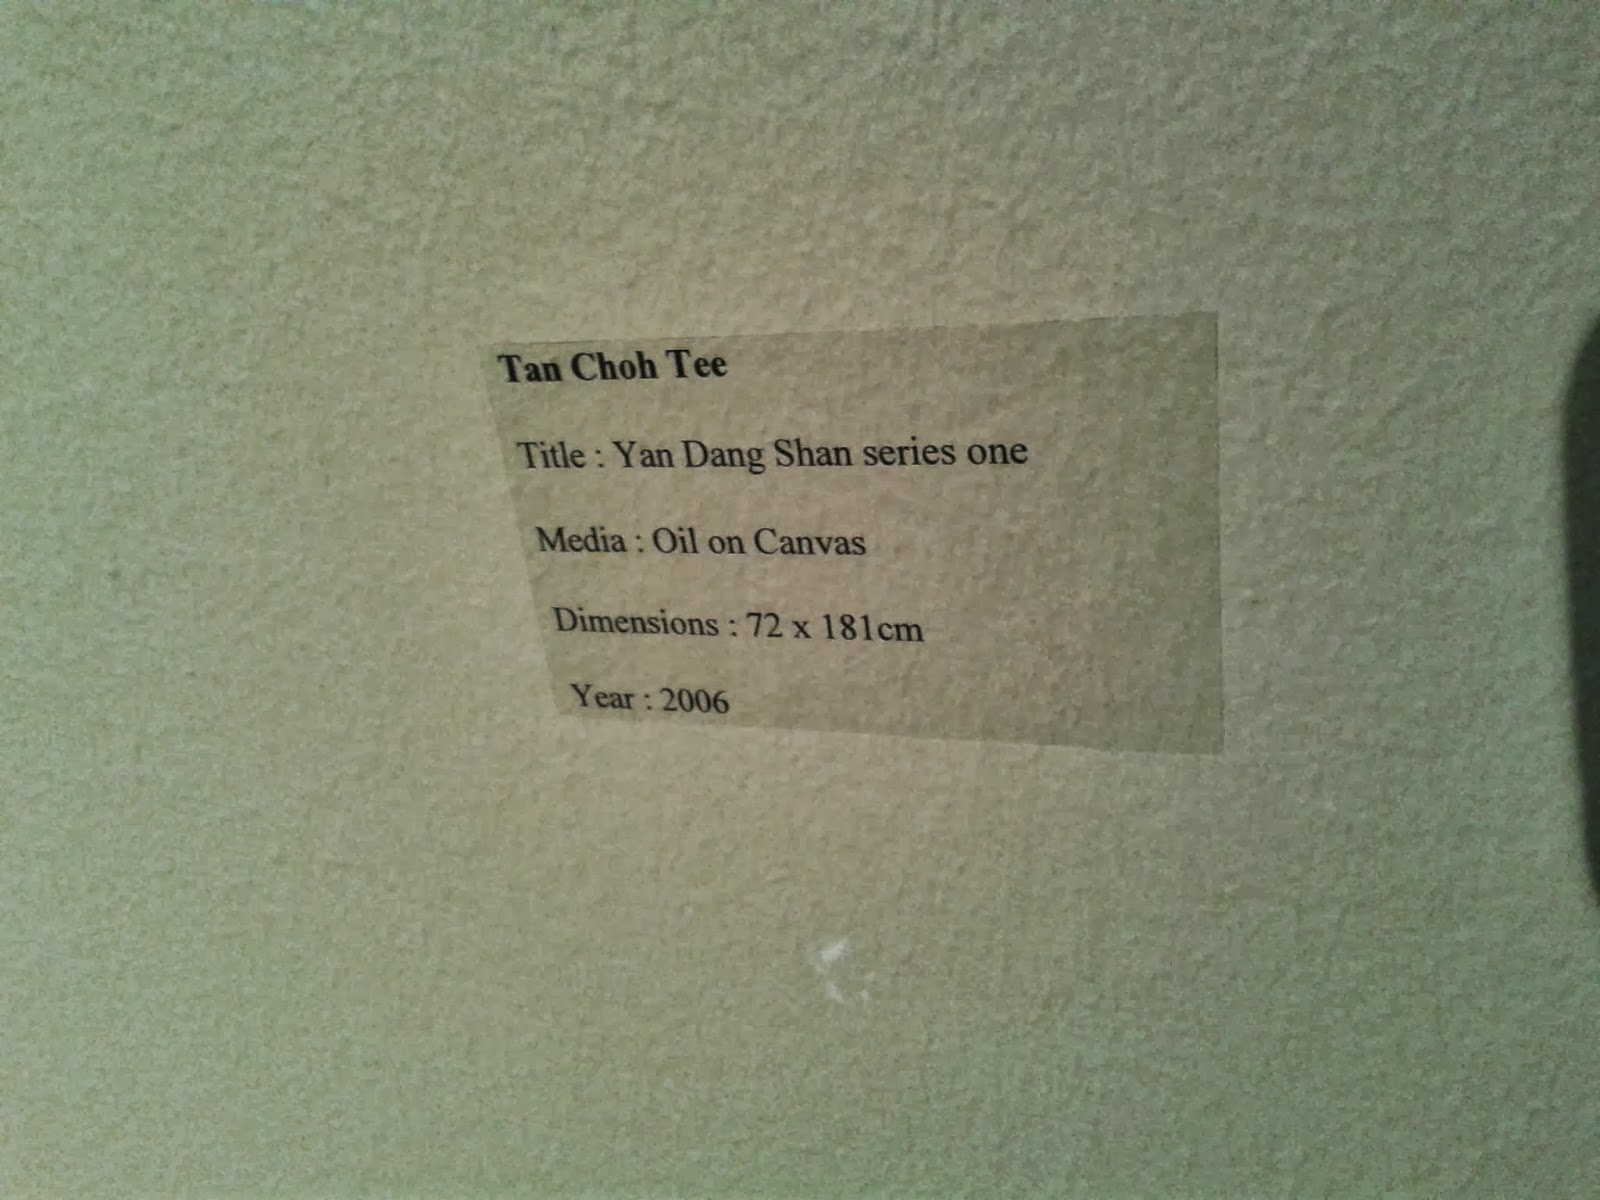 Tan Choh Tee
Title : Yan Dang Shan series one
Media : Oil on Canvas
Dimensions : 72 x 181cm
Year : 2006